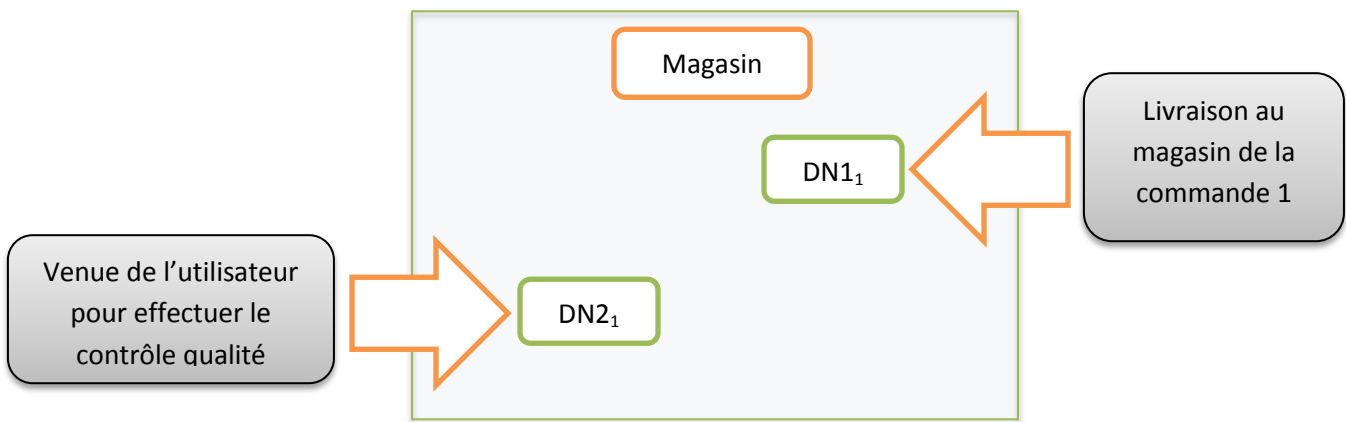 Magasin
Livraison au
magasin de la
commande 1
DN1₁
Venue de l’utilisateur
pour effectuer le
contrôle qualité
DN2₁